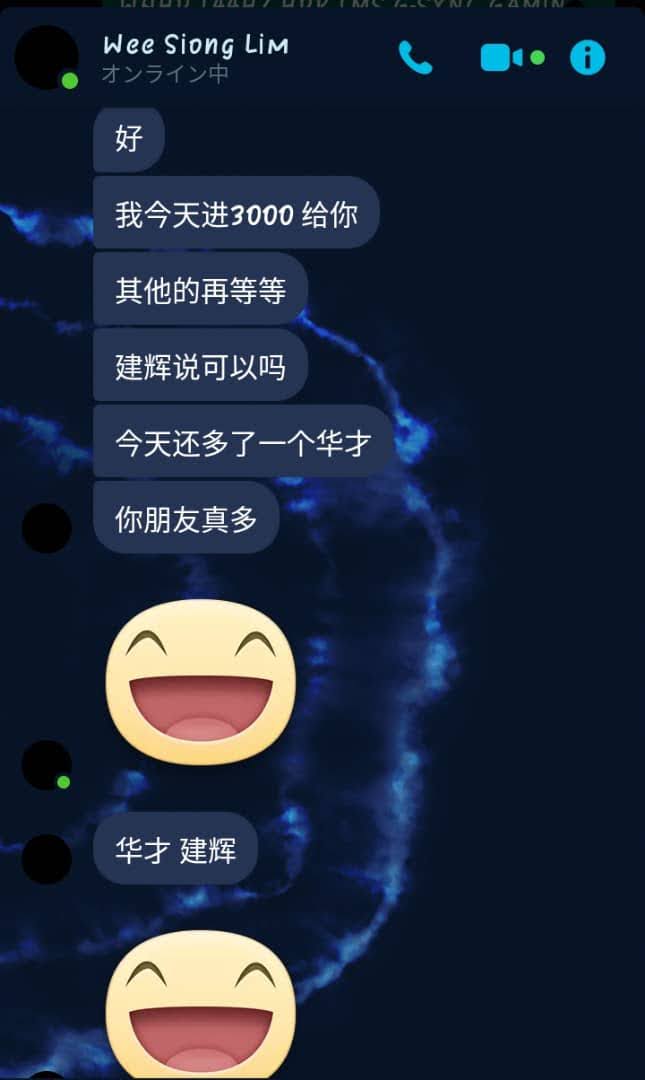 Wee Siong Lim
オンライン中
好
我今天进3000 给你
其他的再等等
建辉说可以吗
今天还多了一个华才
你朋友真多
华才 建辉